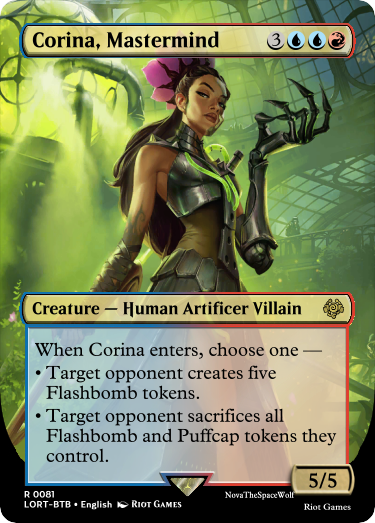 Corina, Mastermind 3
Creature — Human Artificer Villain
When Corina enters, choose one —
• Target opponent creates five
Flashbomb tokens.
• Target opponent sacrifices all
Flashbomb and Puffcap tokens they
control.
5/5
R 0081
LORT-BTB • English RIOT GAMES
NovaTheSpaceWolf
Riot Games